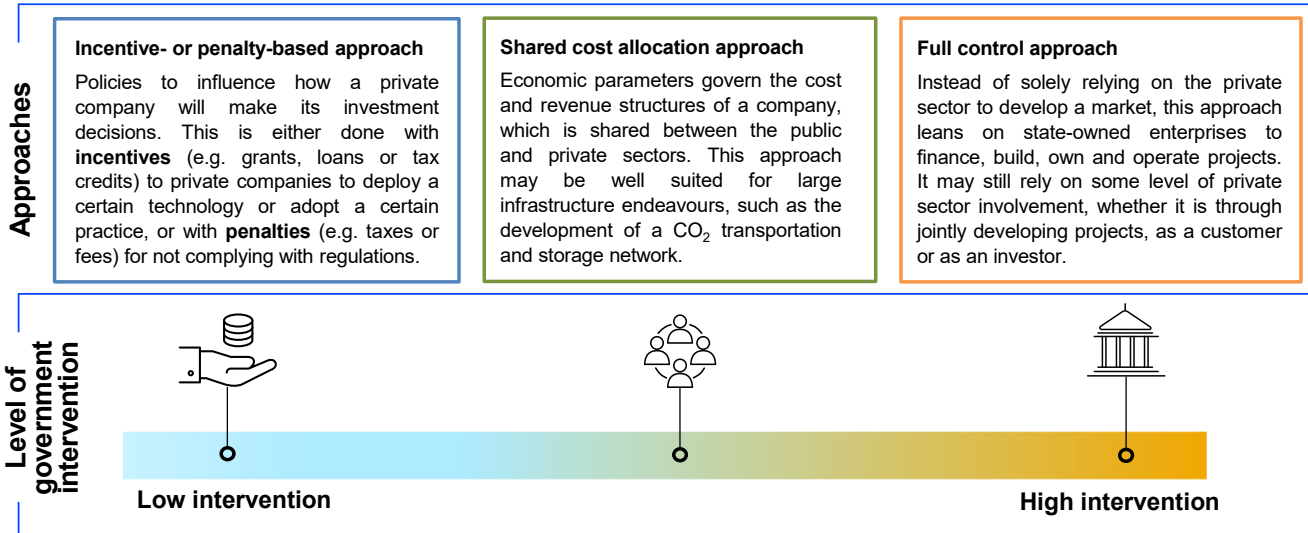 Approaches
Incentive- or penalty-based approach
Policies to influence how a private
company will make its investment
decisions. This is either done with
incentives (e.g. grants, loans or tax
credits) to private companies to deploy a
certain technology or adopt a certain
practice, or with penalties (e.g. taxes or
fees) for not complying with regulations.
Shared cost allocation approach
Economic parameters govern the cost
and revenue structures of a company,
which is shared between the public
and private sectors. This approach
may be well suited for large
infrastructure endeavours, such as the
development of a CO₂ transportation
and storage network.
Full control approach
Instead of solely relying on the private
sector to develop a market, this approach
leans on state-owned enterprises to
finance, build, own and operate projects.
It may still rely on some level of private
sector involvement, whether it is through
jointly developing projects, as a customer
or as an investor.
Level of
government
intervention
Low intervention
High intervention